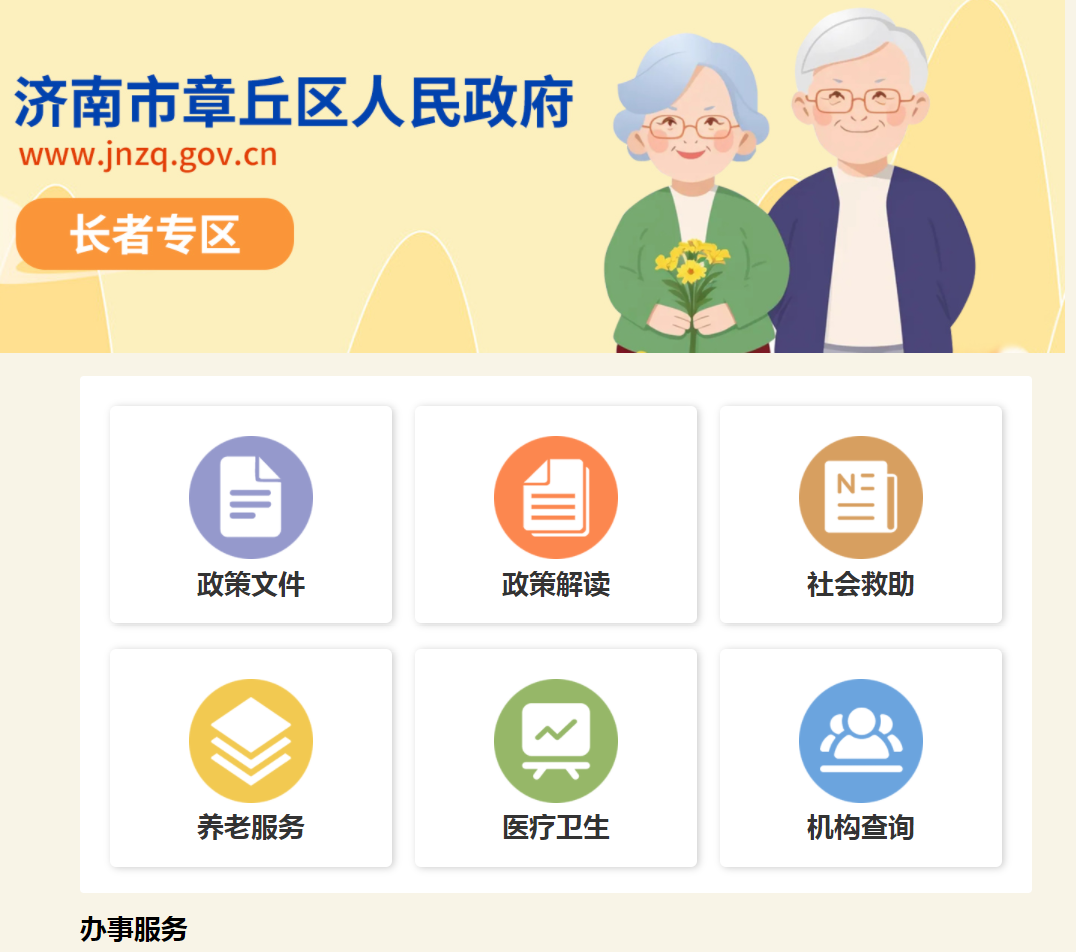 济南市章丘区人民政府
www.jnzq.gov.cn
长者专区
政策文件
政策解读
N
社会救助
养老服务
医疗卫生
机构查询
办事服务